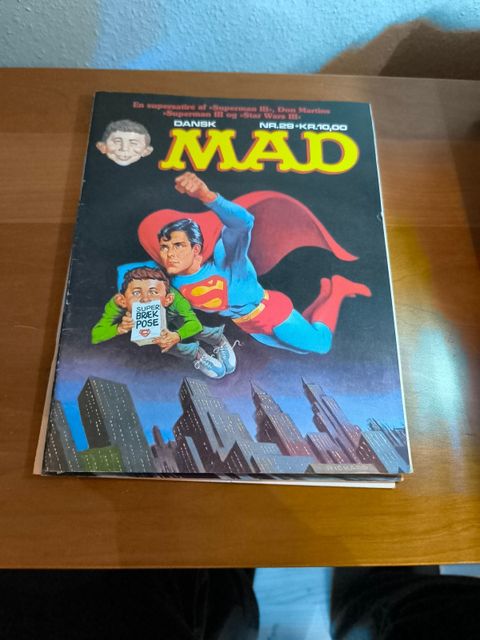 En supersatire af »Superman III«, Don Martins
»Superman III og »Star Wars III«
DANSK NR.29•KR.10,00
MAD
SUPER
BRÆK
POSE